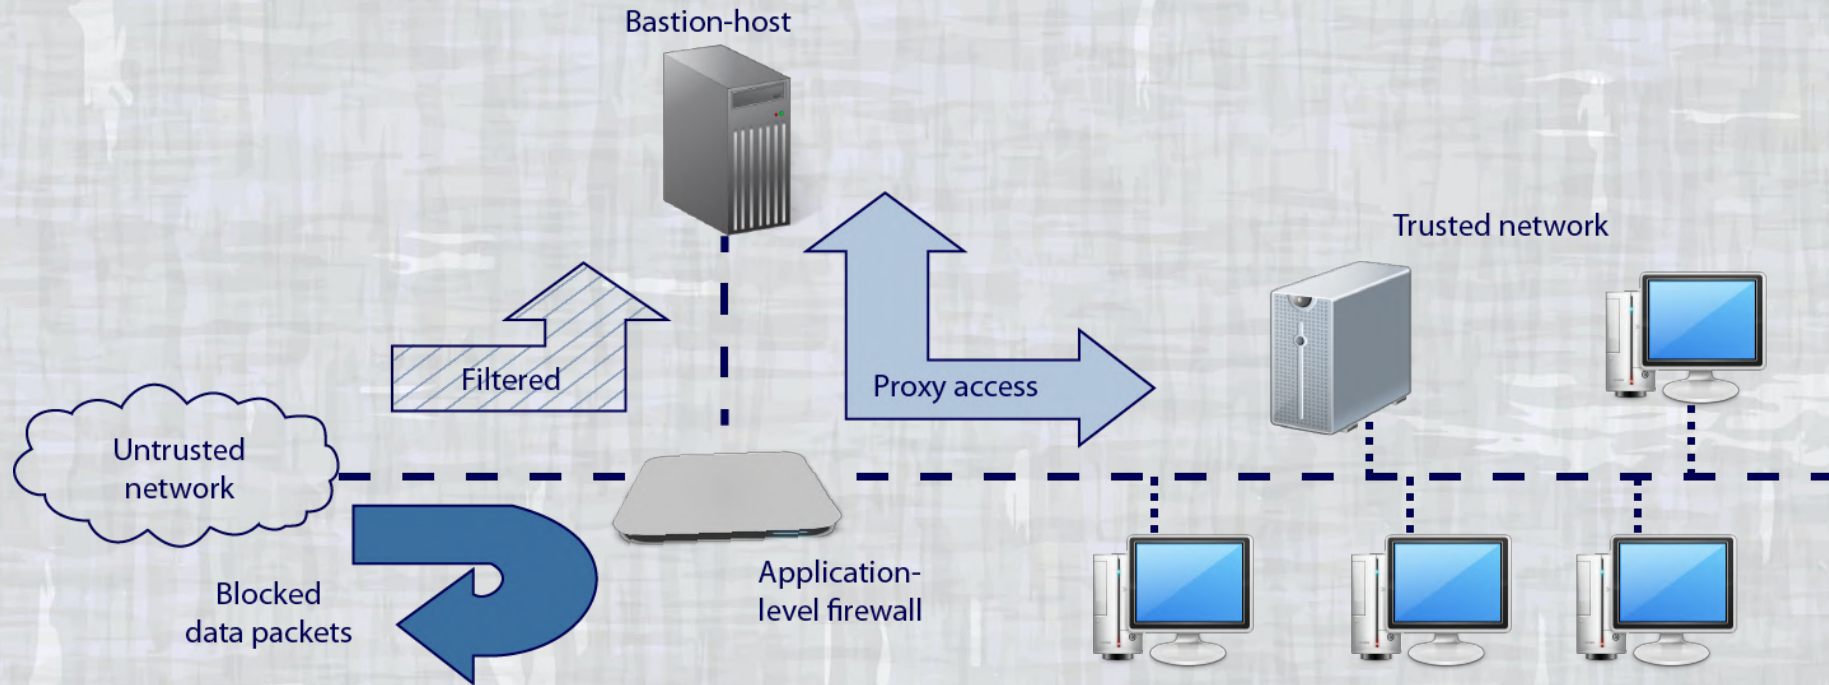 Bastion-host
Trusted network
Filtered
Proxy access
Untrusted
network
Application-
level firewall
Blocked
data packets